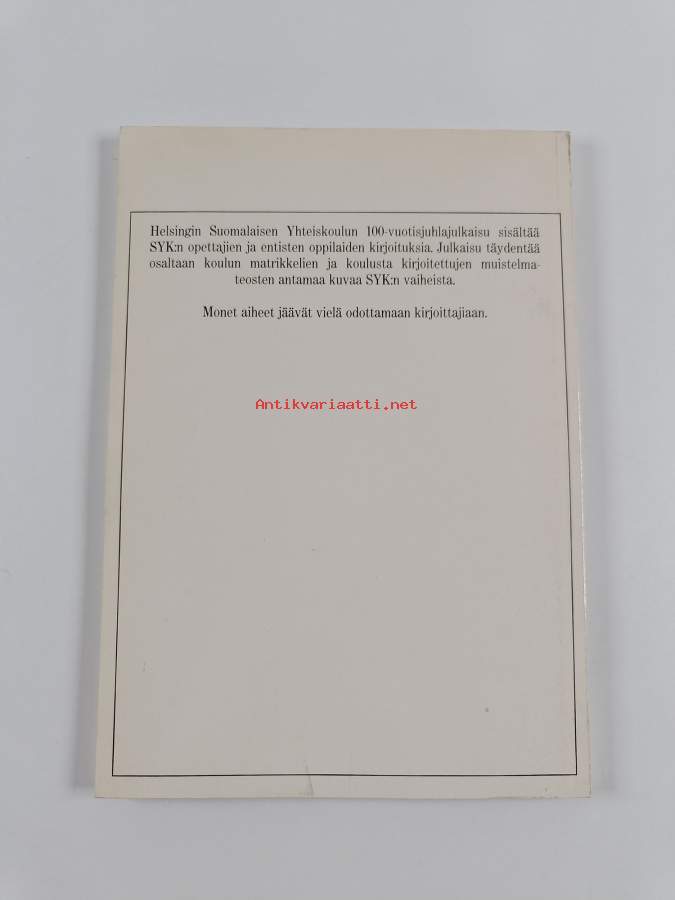 Helsingin Suomalaisen Yhteiskoulun 100-vuotisjuhlajulkaisu sisältää
SYK:n opettajien ja entisten oppilaiden kirjoituksia. Julkaisu täydentää
osaltaan koulun matrikkelien ja koulusta kirjoitettujen muistelma-
teosten antamaa kuvaa SYK:n vaiheista.
Monet aiheet jäävät vielä odottamaan kirjoittajiaan.
Antikvariaatti.net